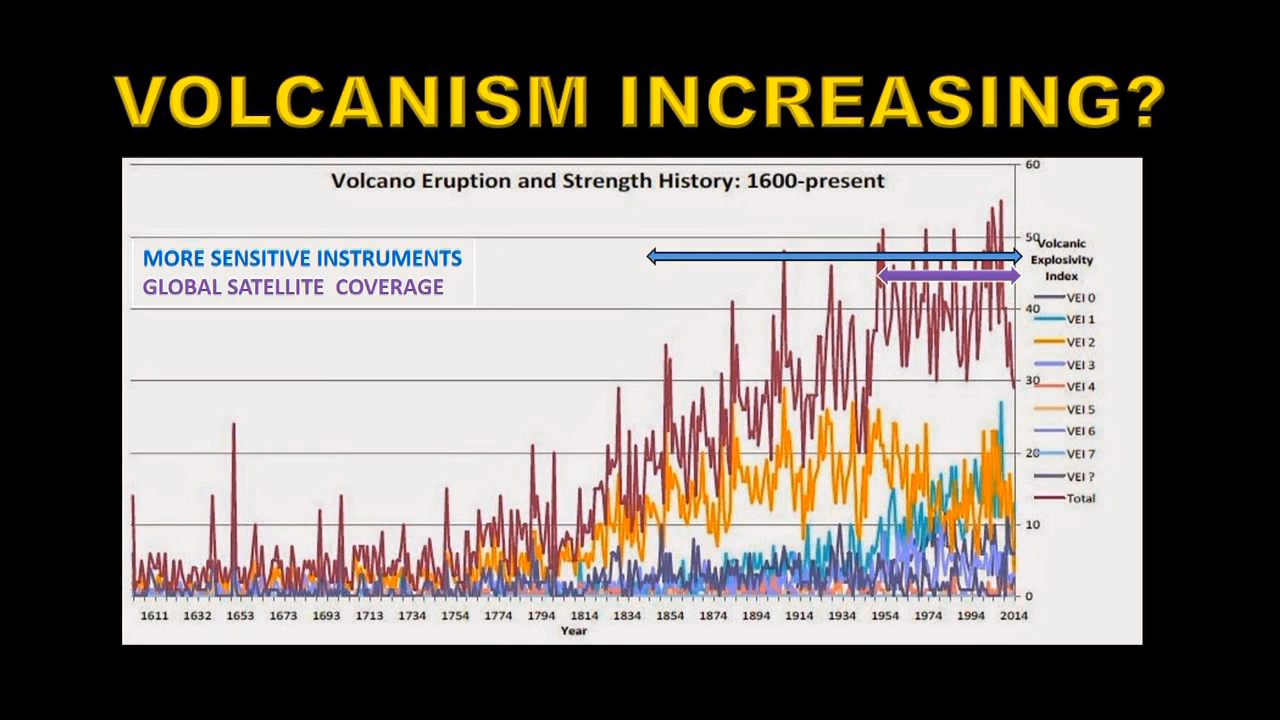 VOLCANISM INCREASING?
Volcano Eruption and Strength History: 1600-present
MORE SENSITIVE INSTRUMENTS
GLOBAL SATELLITE COVERAGE
60
50
40
30
20
10
0
Volcanic
Explosivity
Index
VEI 0
VEI 1
VEI 2
VEI 3
VEI 4
VEI 5
VEI 6
VEI 7
VEI ?
Total
1611 1632 1653 1673 1693 1713 1734 1754 1774 1794 1814 1834 1854 1874 1894 1914 1934 1954 1974 1994 2014
Year